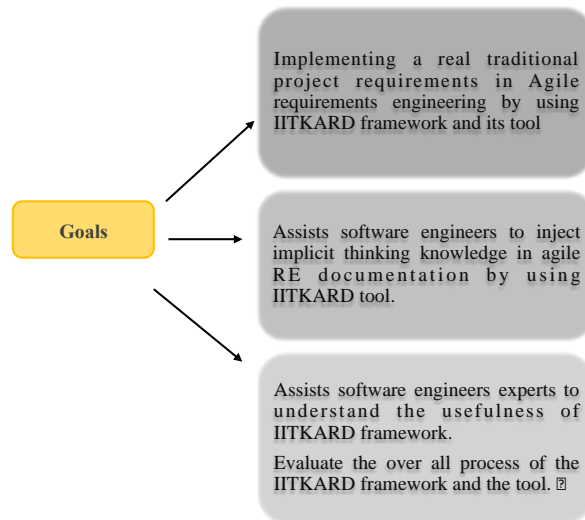 Implementing a real traditional
project requirements in Agile
requirements engineering by using
IITKARD framework and its tool
Goals
Assists software engineers to inject
implicit thinking knowledge in agile
RE documentation by using
IITKARD tool.
Assists software engineers experts to
understand the usefulness of
IITKARD framework.
Evaluate the over all process of the
IITKARD framework and the tool.